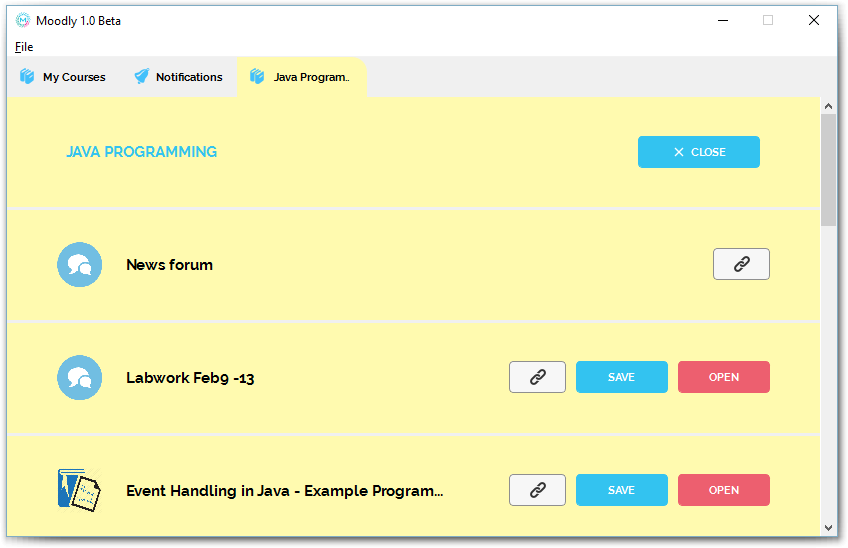 Moodly 1.0 Beta
File
My Courses Notifications Java Program..
JAVA PROGRAMMING CLOSE
News forum
Labwork Feb9 -13 SAVE OPEN
Event Handling in Java - Example Program... SAVE OPEN